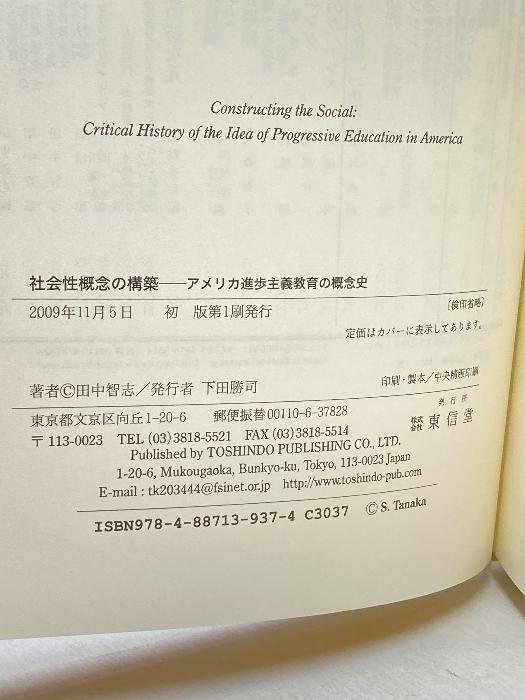 Constructing the Social:
Critical History of the Idea of Progressive Education in America
社会性概念の構築——アメリカ進歩主義教育の概念史
2009年11月5日　初　版第1刷発行
〔検印省略〕
定価はカバーに表示してあります。
著者©田中智志／発行者 下田勝司
印刷・製本／中央精版印刷
東京都文京区向丘1-20-6　郵便振替00110-6-37828
〒113-0023　TEL (03)3818-5521　FAX (03)3818-5514
発行所
株式会社 東信堂
Published by TOSHINDO PUBLISHING CO., LTD.
1-20-6, Mukougaoka, Bunkyo-ku, Tokyo, 113-0023 Japan
E-mail : tk203444@fsinet.or.jp　http://www.toshindo-pub.com
ISBN978-4-88713-937-4 C3037　© S. Tanaka